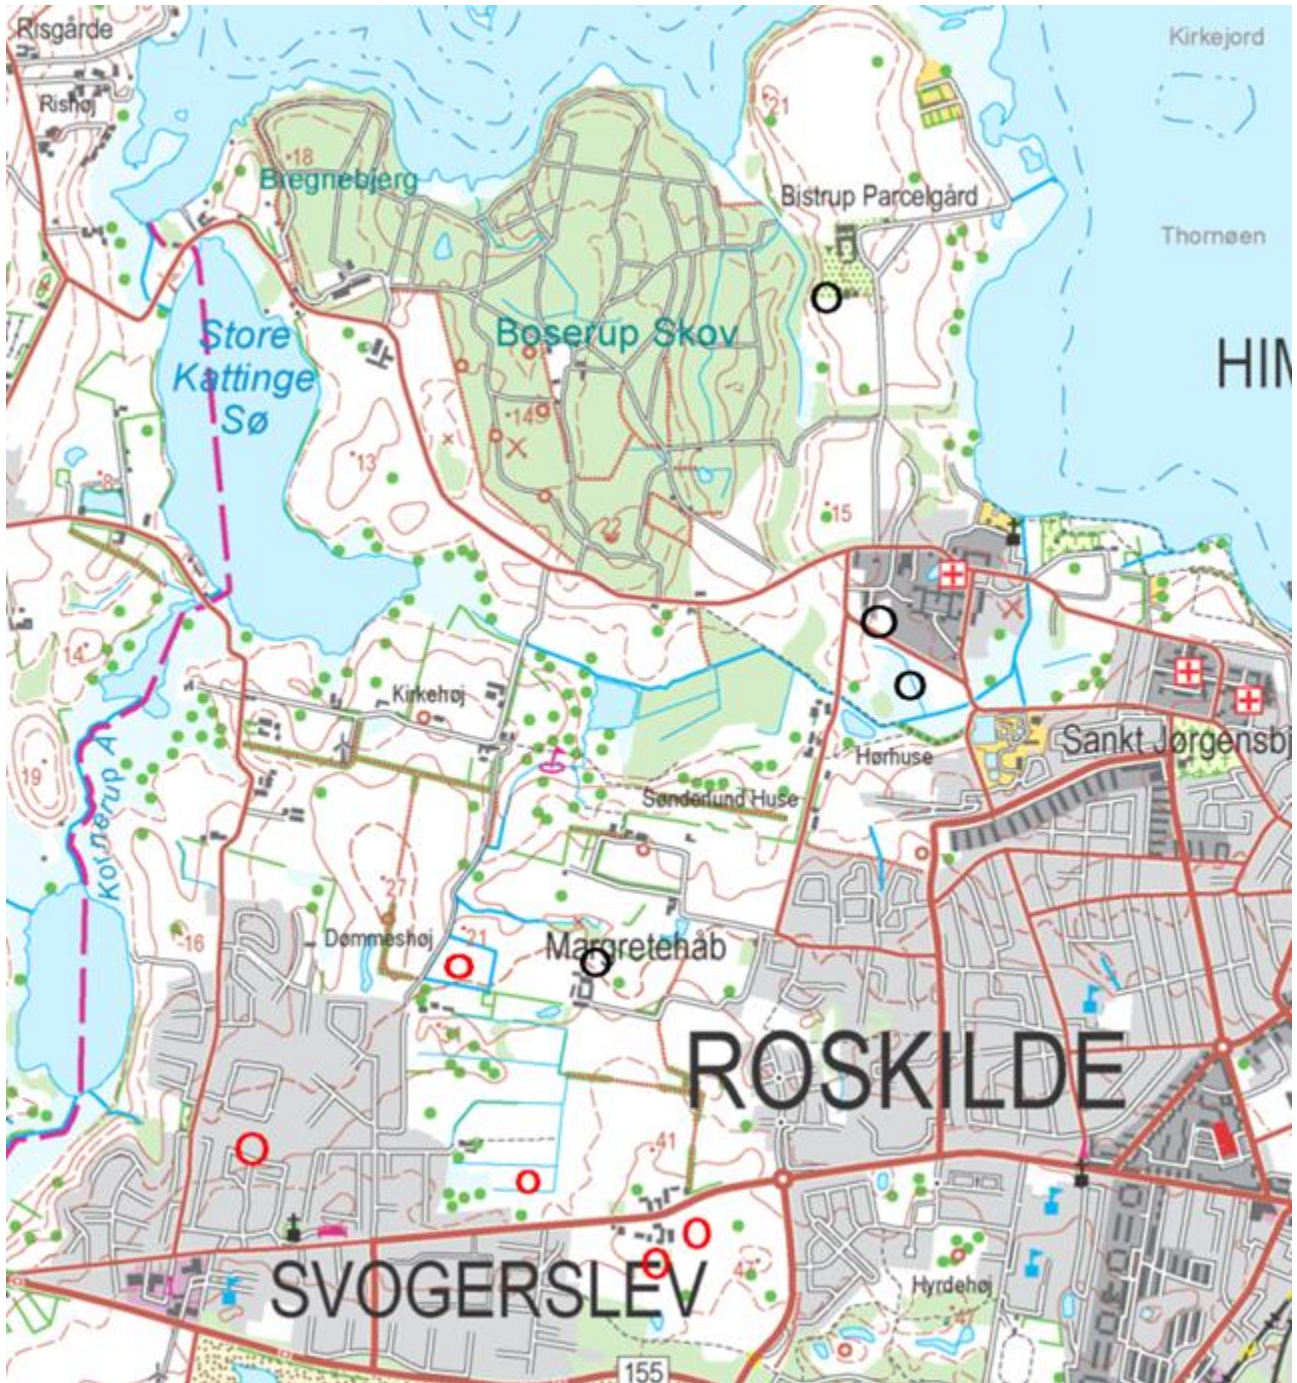 Risgårde
Kirkejord
Rishøj
21
18
Bregnebjerg
Bistrup Parcelgård
Thornøen
Store
Kattinge
Sø
Boserup Skov
HIM
14
13
8
15
22
14
Kirkehøj
19
Kornerup Å
Hørhuse
Sankt Jørgensbj
Sønderlund Huse
27
16
Dømmeshøj
21
Margretehåb
ROSKILDE
41
SVOGERSLEV
47
Hyrdehøj
155